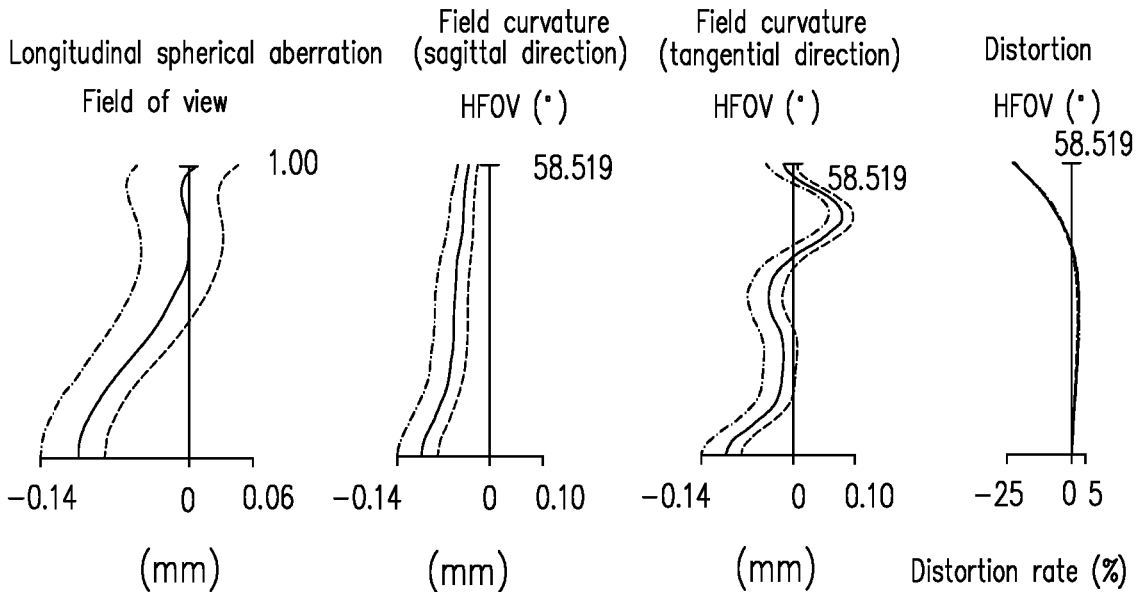 Longitudinal spherical aberration
Field of view
1.00
-0.14 0 0.06
(mm)
Field curvature
(sagittal direction)
HFOV (°)
58.519
-0.14 0 0.10
(mm)
Field curvature
(tangential direction)
HFOV (°)
58.519
-0.14 0 0.10
(mm)
Distortion
HFOV (°)
58.519
-25 0 5
Distortion rate (%)